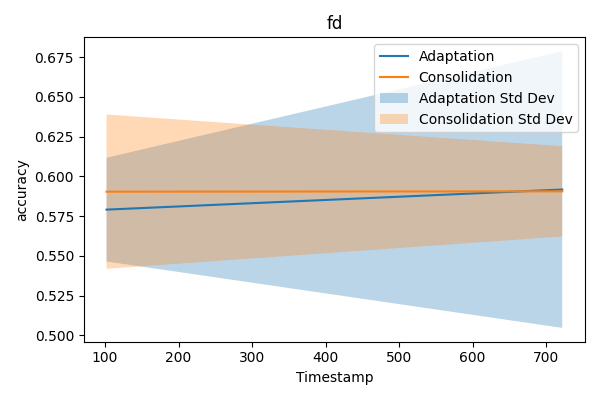 fd
Adaptation
Consolidation
Adaptation Std Dev
Consolidation Std Dev
0.675
0.650
0.625
0.600
0.575
0.550
0.525
0.500
accuracy
100 200 300 400 500 600 700
Timestamp